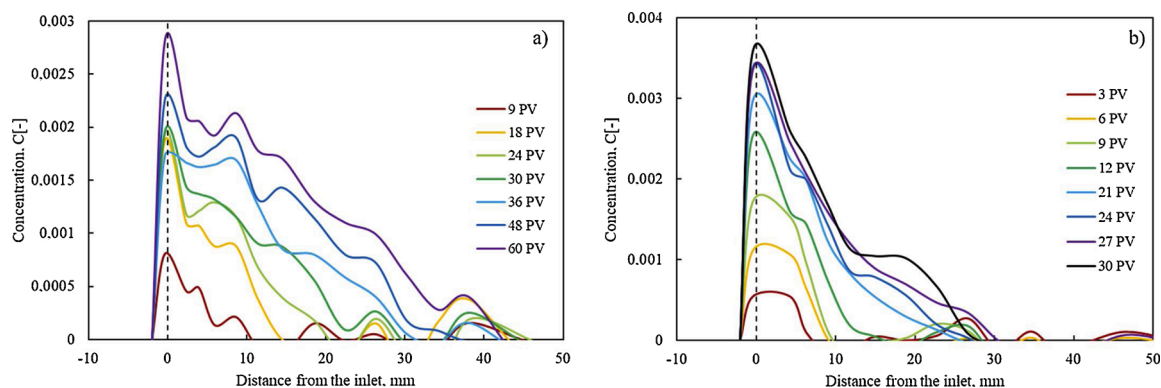 a)
Concentration, C[-]
0.003
0.0025
0.002
0.0015
0.001
0.0005
0
-10 0 10 20 30 40 50
Distance from the inlet, mm
9 PV
18 PV
24 PV
30 PV
36 PV
48 PV
60 PV
b)
Concentration, C[-]
0.004
0.003
0.002
0.001
0
-10 0 10 20 30 40 50
Distance from the inlet, mm
3 PV
6 PV
9 PV
12 PV
21 PV
24 PV
27 PV
30 PV